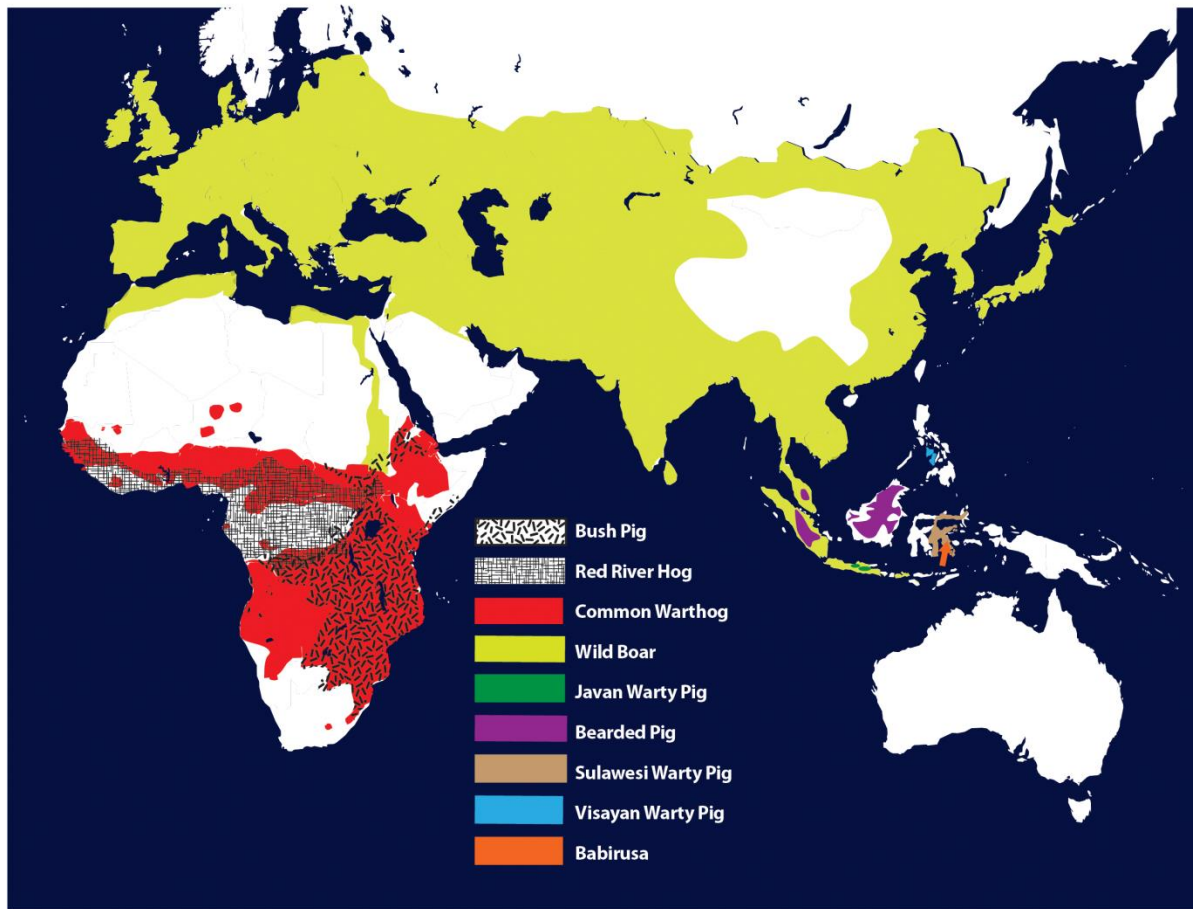 Bush Pig
Red River Hog
Common Warthog
Wild Boar
Javan Warty Pig
Bearded Pig
Sulawesi Warty Pig
Visayan Warty Pig
Babirusa